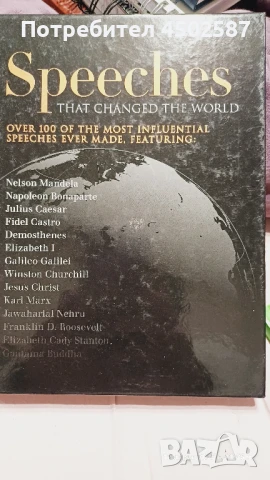 Потребител 4502587
Speeches
THAT CHANGED THE WORLD
OVER 100 OF THE MOST INFLUENTIAL
SPEECHES EVER MADE, FEATURING:
Nelson Mandela
Napoleon Bonaparte
Julius Caesar
Fidel Castro
Demosthenes
Elizabeth I
Galileo Galilei
Winston Churchill
Jesus Christ
Karl Marx
Jawaharlal Nehru
Franklin D. Roosevelt
Elizabeth Cady Stanton
Gautama Buddha
BAZAR